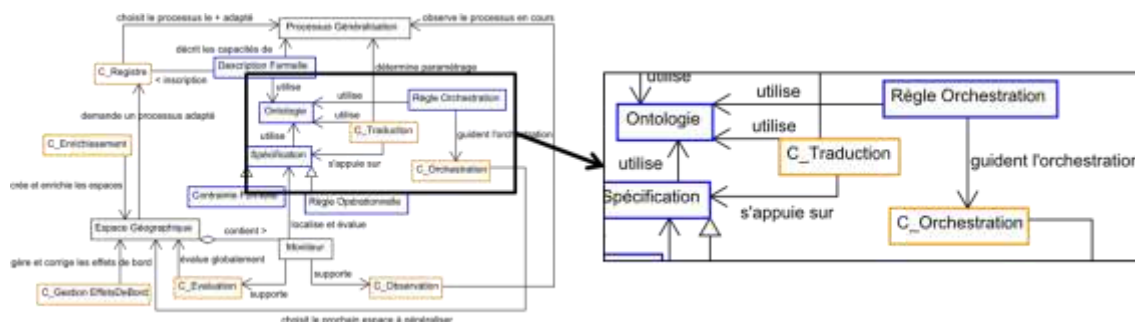 choisit le processus le + adapté
observe le processus en cours
Processus Généralisation
décrit les capacités de
C_Registre
Description Formelle
détermine paramétrage
< inscription
utilise
Règle Orchestration
utilise
Ontologie
demande un processus adapté
utilise
C_Traduction
utilise
guident l'orchestration
C_Enrichissement
Spécification
s'appuie sur
C_Orchestration
Contrainte Formelle
Règle Opérationnelle
crée et enrichie les espaces
localise et évalue
Espace Géographique
contient >
Moniteur
gère et corrige les effets de bord
évalue globalement
supporte
C_Gestion EffetsDeBord
C_Evaluation
supporte
C_Observation
choisit le prochain espace à généraliser
utilise
utilise
Règle Orchestration
Ontologie
utilise
C_Traduction
utilise
guident l'orchestration
Spécification
s'appuie sur
C_Orchestration